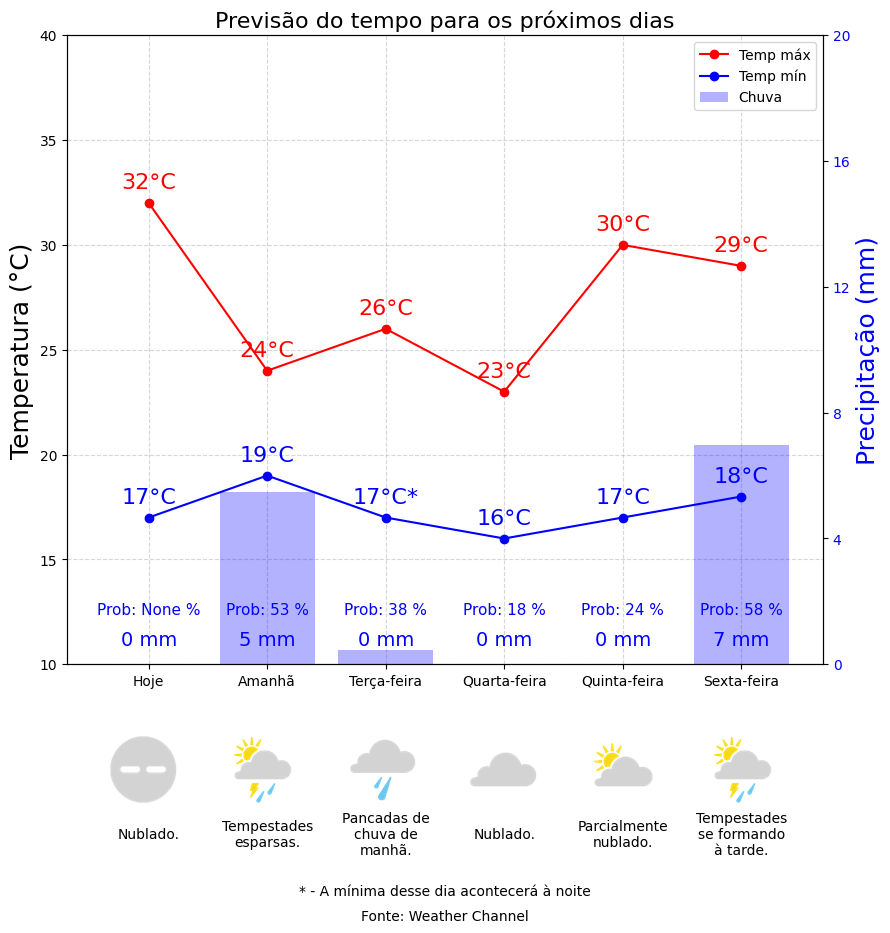 Previsão do tempo para os próximos dias
40
35
30
25
20
15
10
Temperatura (°C)
20
16
12
8
4
0
Precipitação (mm)
Temp máx
Temp mín
Chuva
32°C
24°C
26°C
23°C
30°C
29°C
17°C
19°C
17°C*
16°C
17°C
18°C
Prob: None %
Prob: 53 %
Prob: 38 %
Prob: 18 %
Prob: 24 %
Prob: 58 %
0 mm
5 mm
0 mm
0 mm
0 mm
7 mm
Hoje
Amanhã
Terça-feira
Quarta-feira
Quinta-feira
Sexta-feira
Nublado.
Tempestades
esparsas.
Pancadas de
chuva de
manhã.
Nublado.
Parcialmente
nublado.
Tempestades
se formando
à tarde.
* - A mínima desse dia acontecerá à noite
Fonte: Weather Channel